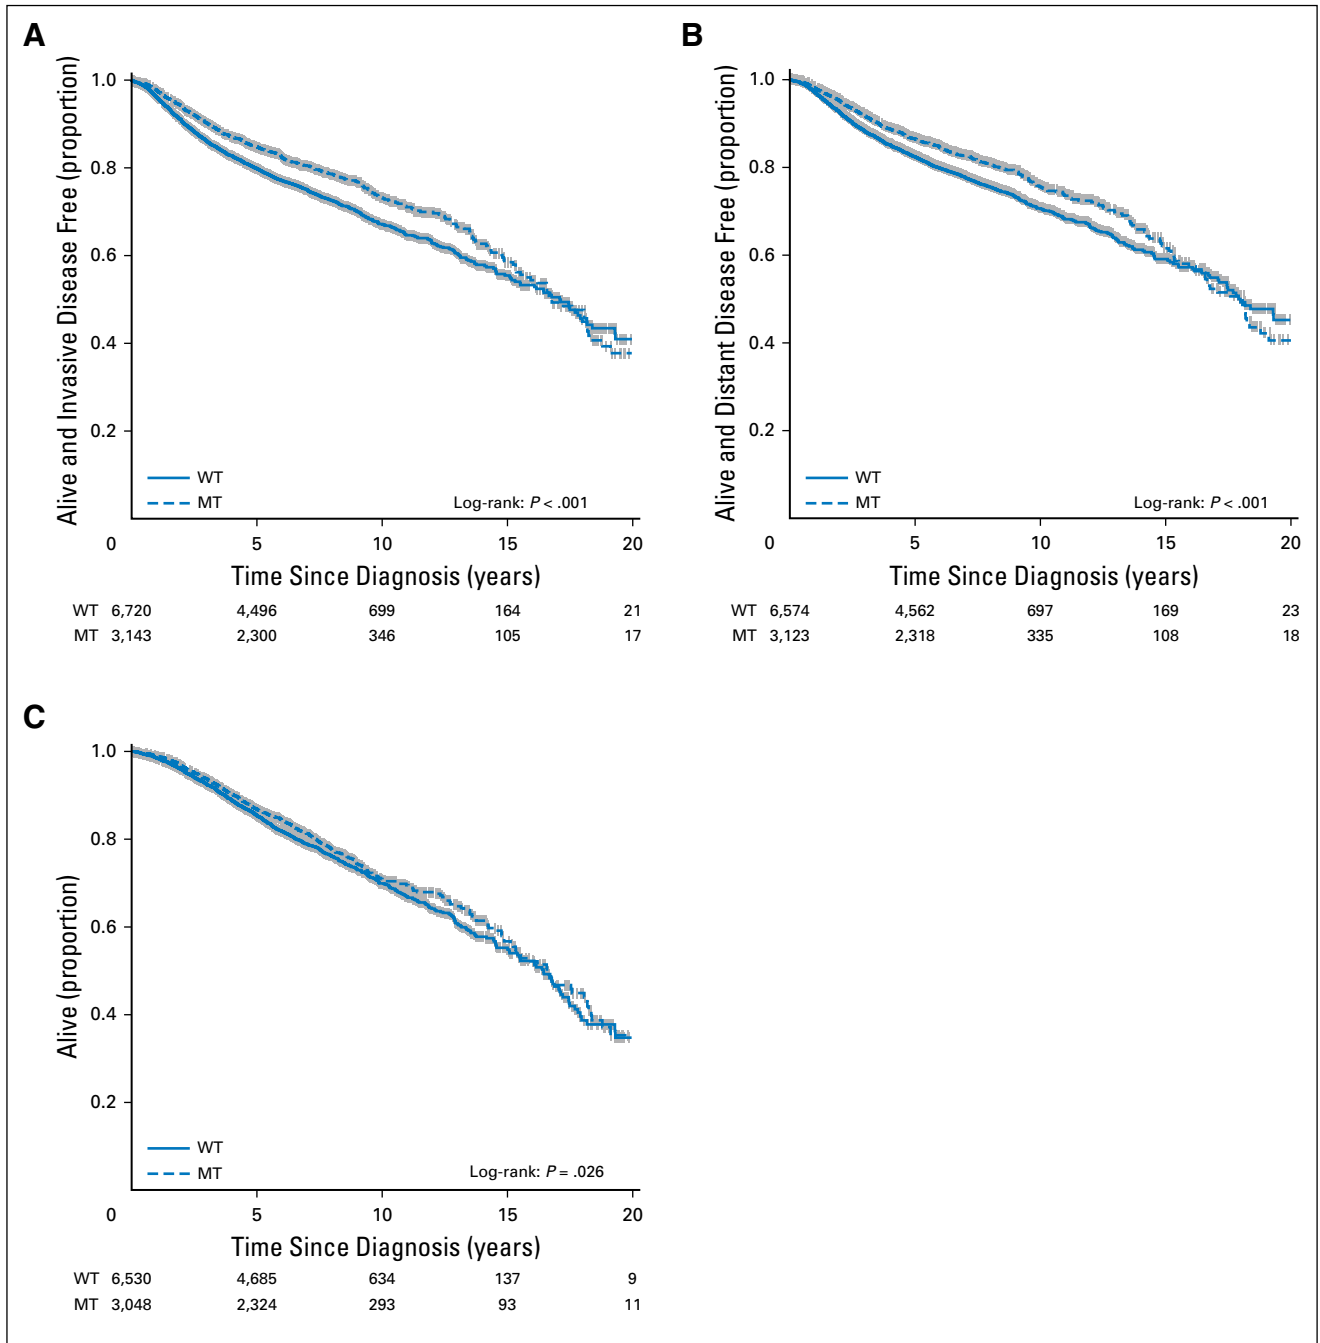 A
Alive and Invasive Disease Free (proportion)
1.0
0.8
0.6
0.4
0.2
WT
MT
Log-rank: P < .001
0 5 10 15 20
Time Since Diagnosis (years)
WT 6,720 4,496 699 164 21
MT 3,143 2,300 346 105 17
B
Alive and Distant Disease Free (proportion)
1.0
0.8
0.6
0.4
0.2
WT
MT
Log-rank: P < .001
0 5 10 15 20
Time Since Diagnosis (years)
WT 6,574 4,562 697 169 23
MT 3,123 2,318 335 108 18
C
Alive (proportion)
1.0
0.8
0.6
0.4
0.2
WT
MT
Log-rank: P = .026
0 5 10 15 20
Time Since Diagnosis (years)
WT 6,530 4,685 634 137 9
MT 3,048 2,324 293 93 11